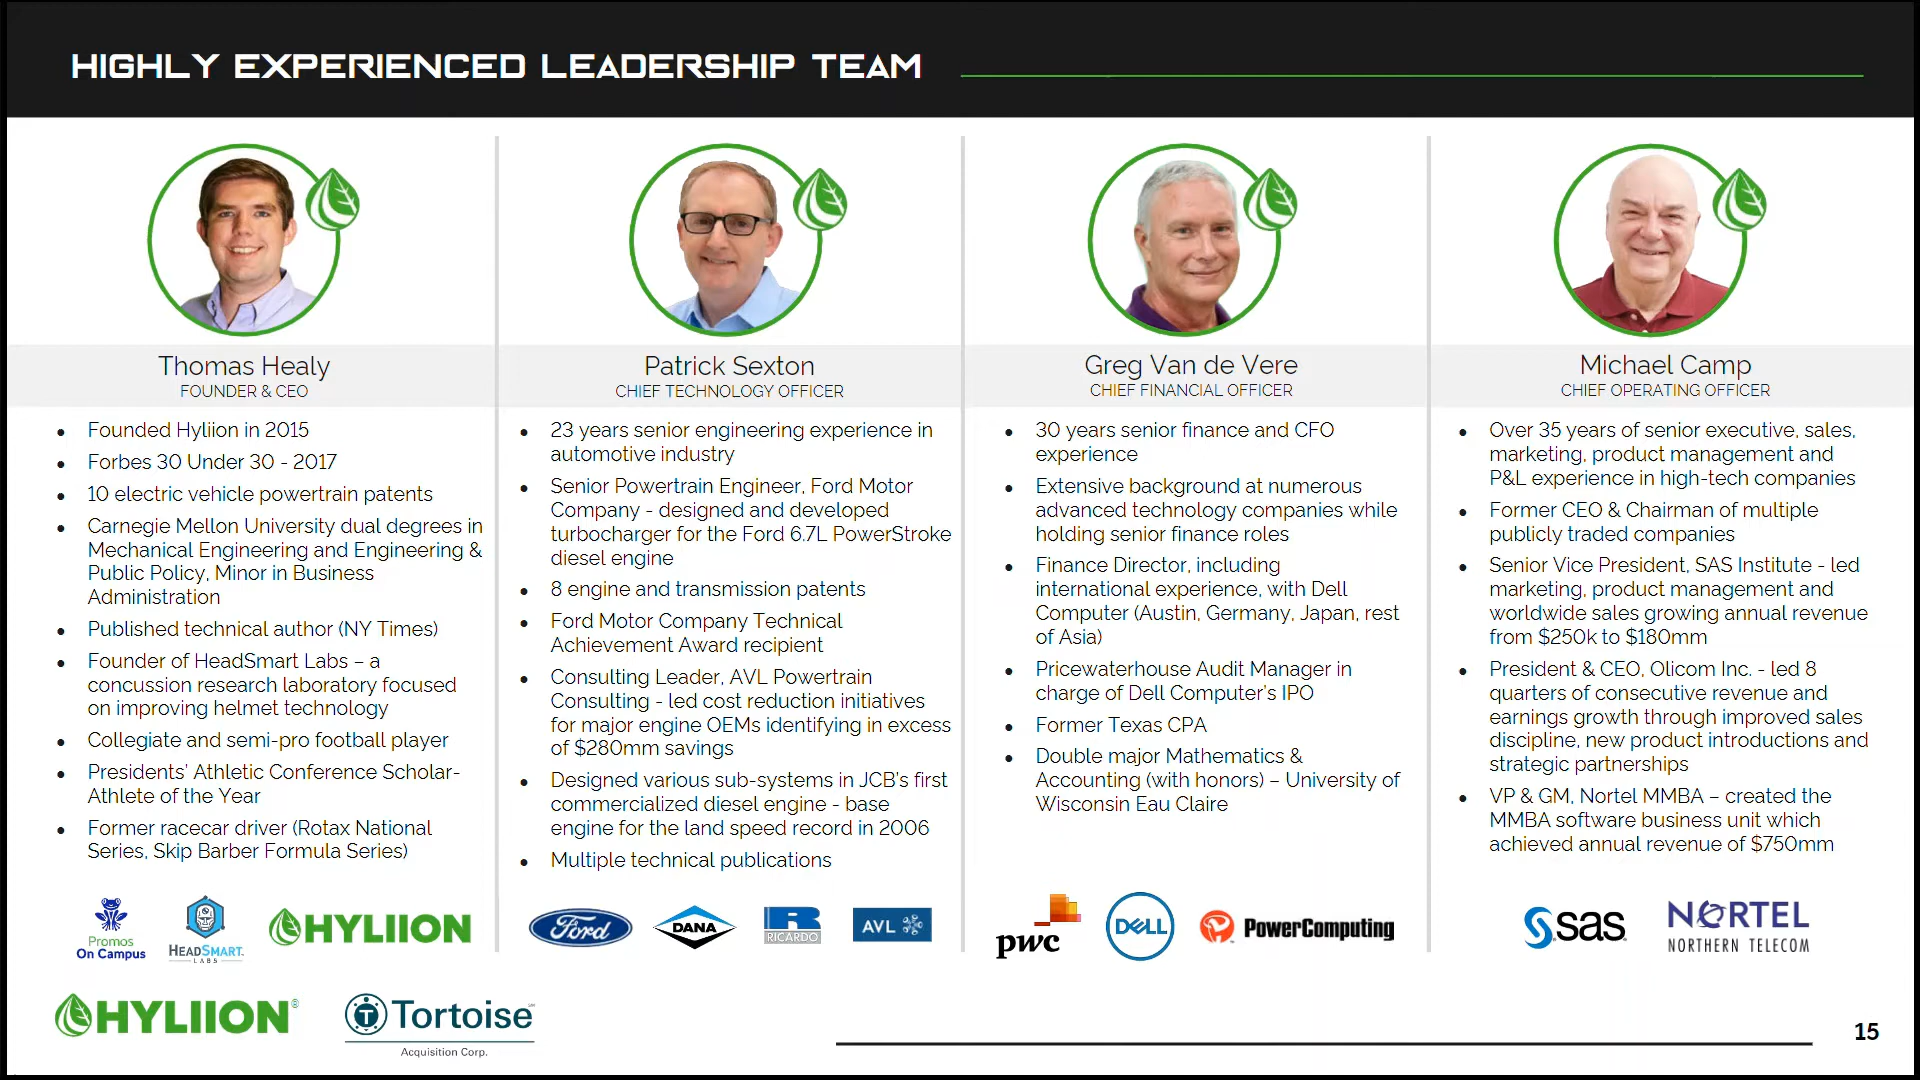 HIGHLY EXPERIENCED LEADERSHIP TEAM
Thomas Healy
FOUNDER & CEO
• Founded Hyliion in 2015
• Forbes 30 Under 30 - 2017
• 10 electric vehicle powertrain patents
• Carnegie Mellon University dual degrees in
Mechanical Engineering and Engineering &
Public Policy, Minor in Business
Administration
• Published technical author (NY Times)
• Founder of HeadSmart Labs – a
concussion research laboratory focused
on improving helmet technology
• Collegiate and semi-pro football player
• Presidents' Athletic Conference Scholar-
Athlete of the Year
• Former racecar driver (Rotax National
Series, Skip Barber Formula Series)
Promos
On Campus
HEADSMART.
LABS
HYLIION
Patrick Sexton
CHIEF TECHNOLOGY OFFICER
• 23 years senior engineering experience in
automotive industry
• Senior Powertrain Engineer, Ford Motor
Company - designed and developed
turbocharger for the Ford 6.7L PowerStroke
diesel engine
• 8 engine and transmission patents
• Ford Motor Company Technical
Achievement Award recipient
• Consulting Leader, AVL Powertrain
Consulting - led cost reduction initiatives
for major engine OEMs identifying in excess
of $280mm savings
• Designed various sub-systems in JCB's first
commercialized diesel engine - base
engine for the land speed record in 2006
• Multiple technical publications
Ford
DANA
RICARDO
AVL
Greg Van de Vere
CHIEF FINANCIAL OFFICER
• 30 years senior finance and CFO
experience
• Extensive background at numerous
advanced technology companies while
holding senior finance roles
• Finance Director, including
international experience, with Dell
Computer (Austin, Germany, Japan, rest
of Asia)
• Pricewaterhouse Audit Manager in
charge of Dell Computer's IPO
• Former Texas CPA
• Double major Mathematics &
Accounting (with honors) – University of
Wisconsin Eau Claire
pwc
DELL
PowerComputing
Michael Camp
CHIEF OPERATING OFFICER
• Over 35 years of senior executive, sales,
marketing, product management and
P&L experience in high-tech companies
• Former CEO & Chairman of multiple
publicly traded companies
• Senior Vice President, SAS Institute - led
marketing, product management and
worldwide sales growing annual revenue
from $250k to $180mm
• President & CEO, Olicom Inc. - led 8
quarters of consecutive revenue and
earnings growth through improved sales
discipline, new product introductions and
strategic partnerships
• VP & GM, Nortel MMBA – created the
MMBA software business unit which
achieved annual revenue of $750mm
sas
NORTEL
NORTHERN TELECOM
HYLIION®
T Tortoise℠
Acquisition Corp.
15